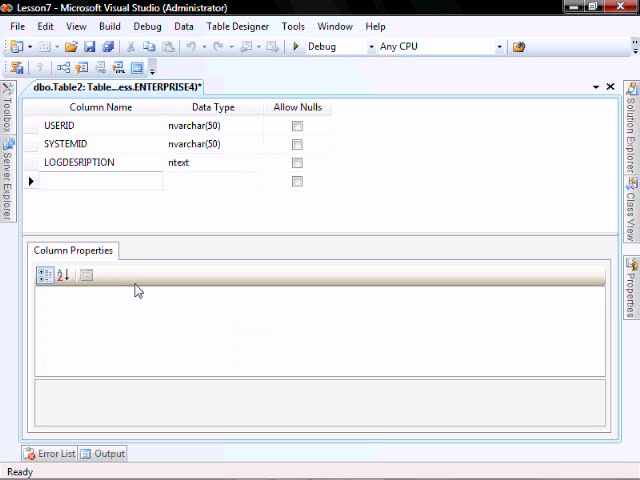 Lesson7 - Microsoft Visual Studio (Administrator)
File Edit View Build Debug Data Table Designer Tools Window Help
Debug Any CPU
dbo.Table2: Table...ess.ENTERPRISE4)*
Column Name Data Type Allow Nulls
USERID nvarchar(50)
SYSTEMID nvarchar(50)
LOGDESRIPTION ntext
Column Properties
Toolbox
Server Explorer
Solution Explorer
Class View
Properties
Error List Output
Ready